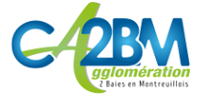 CA2BM
Agglomération
2 Baies en Montreuillois